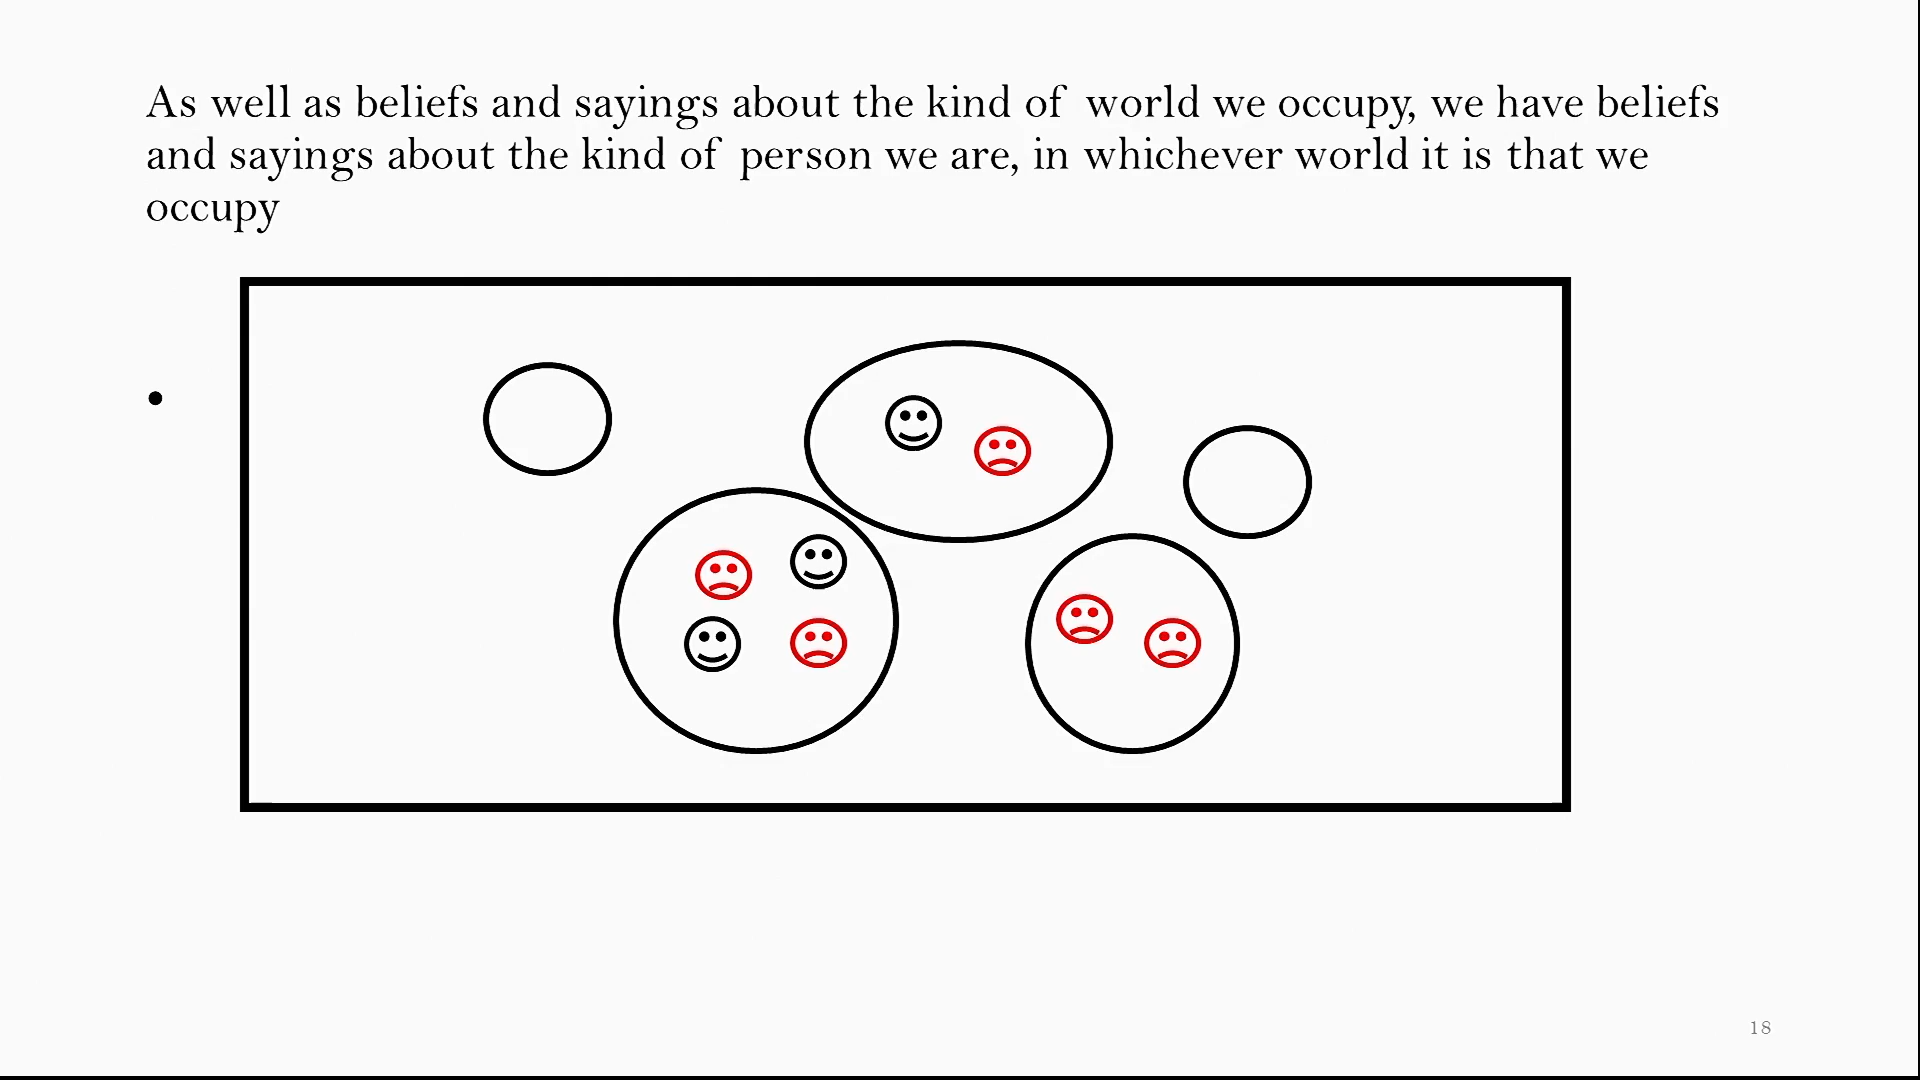 As well as beliefs and sayings about the kind of world we occupy, we have beliefs
and sayings about the kind of person we are, in whichever world it is that we
occupy
18